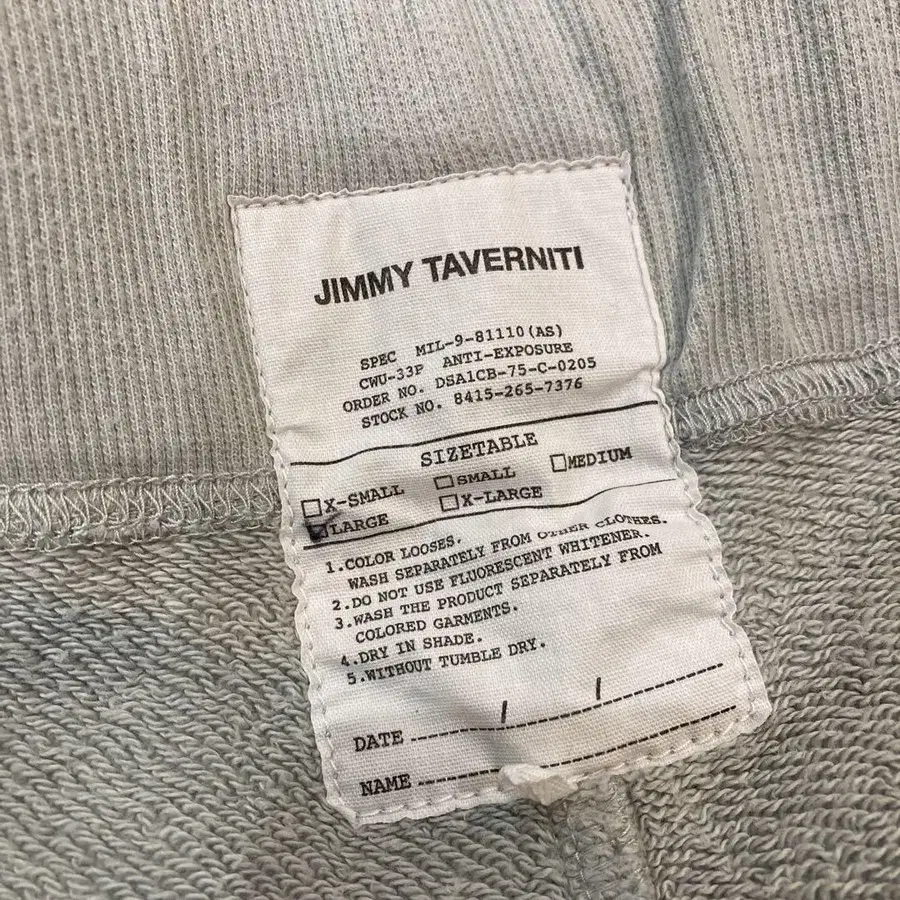 JIMMY TAVERNITI
SPEC MIL-9-81110(AS)
CWU-33P ANTI-EXPOSURE
ORDER NO. DSA1CB-75-C-0205
STOCK NO. 8415-265-7376
SIZETABLE
X-SMALL SMALL MEDIUM
LARGE X-LARGE
1.COLOR LOOSES.
WASH SEPARATELY FROM OTHER CLOTHES.
2.DO NOT USE FLUORESCENT WHITENER.
3.WASH THE PRODUCT SEPARATELY FROM
COLORED GARMENTS.
4.DRY IN SHADE.
5.WITHOUT TUMBLE DRY.
DATE / /
NAME